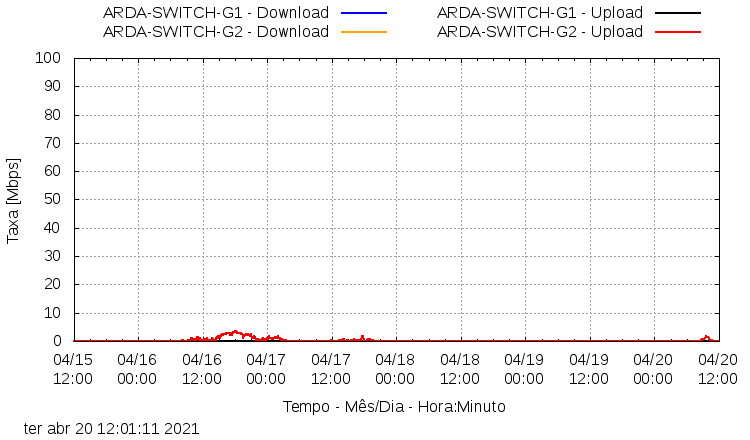 ARDA-SWITCH-G1 - Download ARDA-SWITCH-G1 - Upload
ARDA-SWITCH-G2 - Download ARDA-SWITCH-G2 - Upload
100
90
80
70
60
50
40
30
20
10
0
Taxa [Mbps]
04/15 04/16 04/16 04/17 04/17 04/18 04/18 04/19 04/19 04/20 04/20
12:00 00:00 12:00 00:00 12:00 00:00 12:00 00:00 12:00 00:00 12:00
Tempo - Mês/Dia - Hora:Minuto
ter abr 20 12:01:11 2021